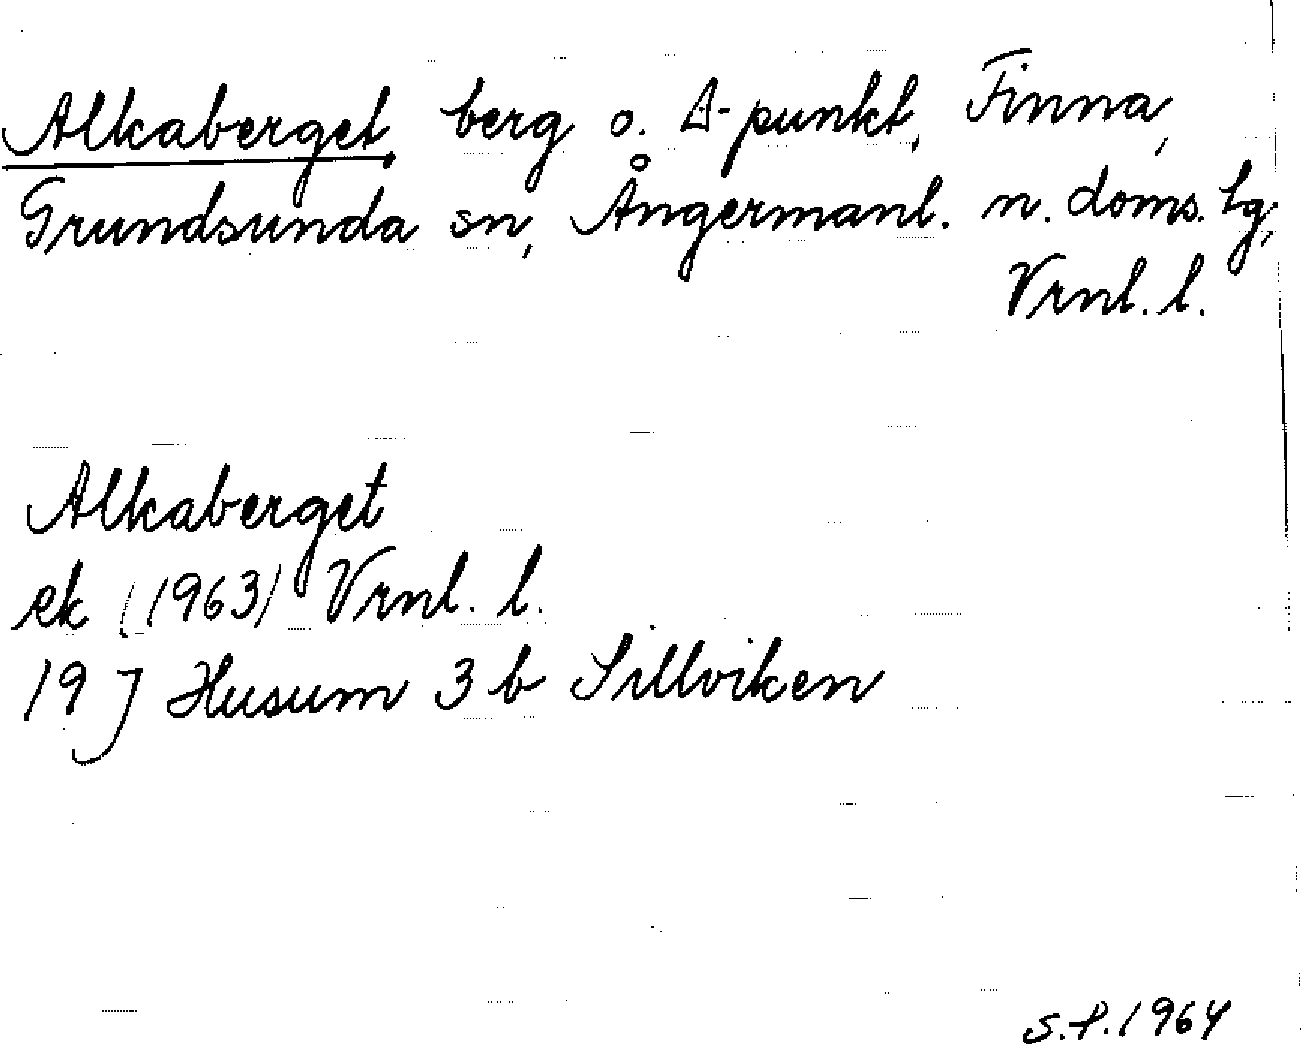 Alkaberget, berg o. Δ-punkt, Finna,
Grundsunda sn, Ångermanl. n. doms. lg,
Vrnl. l.
Alkaberget
ek (1963) Vrnl. l.
19 J Husum 3 b Sillviken
S.P. 1964